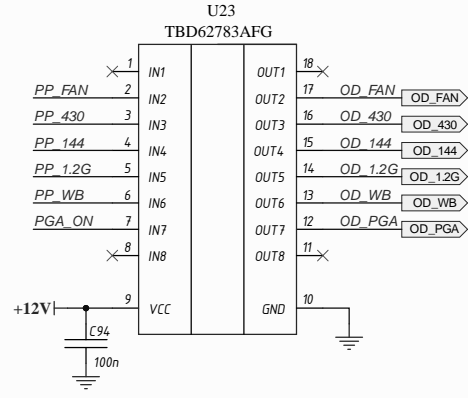 U23
TBD62783AFG
1 IN1 OUT1 18
PP_FAN 2 IN2 OUT2 17 OD_FAN OD_FAN
PP_430 3 IN3 OUT3 16 OD_430 OD_430
PP_144 4 IN4 OUT4 15 OD_144 OD_144
PP_1.2G 5 IN5 OUT5 14 OD_1.2G OD_1.2G
PP_WB 6 IN6 OUT6 13 OD_WB OD_WB
PGA_ON 7 IN7 OUT7 12 OD_PGA OD_PGA
8 IN8 OUT8 11
+12V 9 VCC GND 10
C94
100n